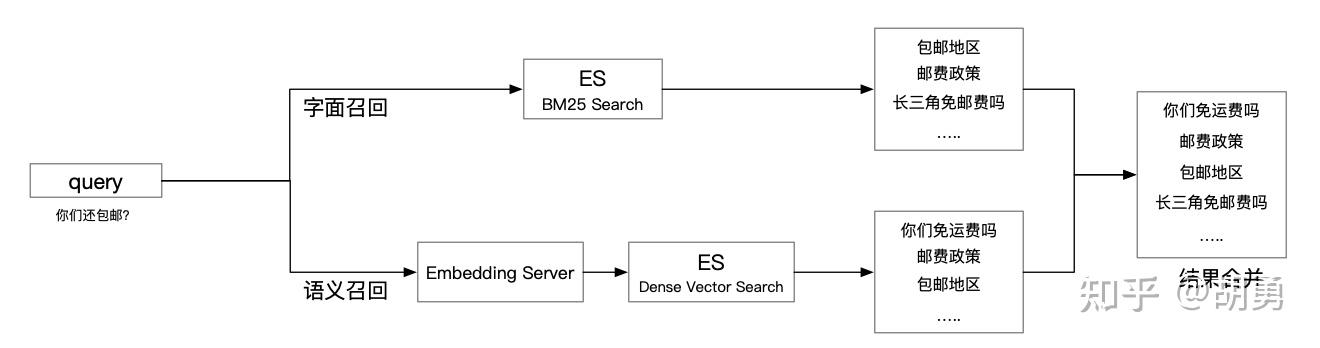 query
你们还包邮?
字面召回
ES
BM25 Search
包邮地区
邮费政策
长三角免邮费吗
.....
语义召回
Embedding Server
ES
Dense Vector Search
你们免运费吗
邮费政策
包邮地区
.....
你们免运费吗
邮费政策
包邮地区
长三角免邮费吗
.....
结果合并
知乎 @胡勇